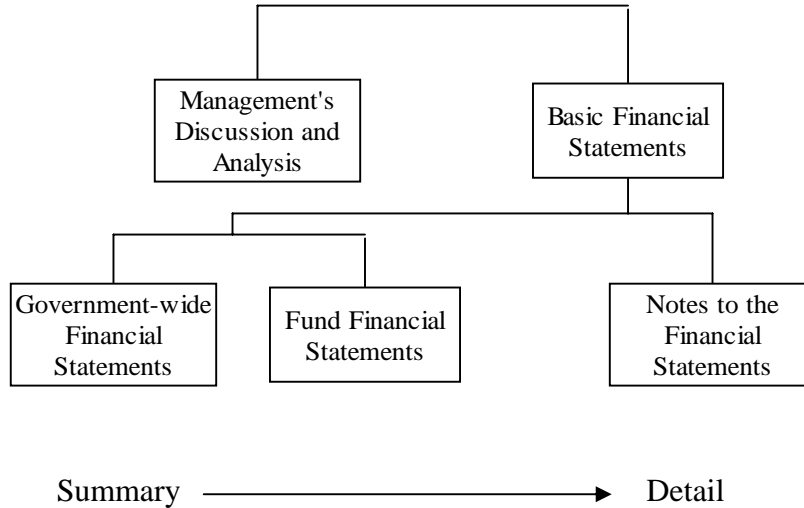 Management's
Discussion and
Analysis
Basic Financial
Statements
Government-wide
Financial
Statements
Fund Financial
Statements
Notes to the
Financial
Statements
Summary
Detail